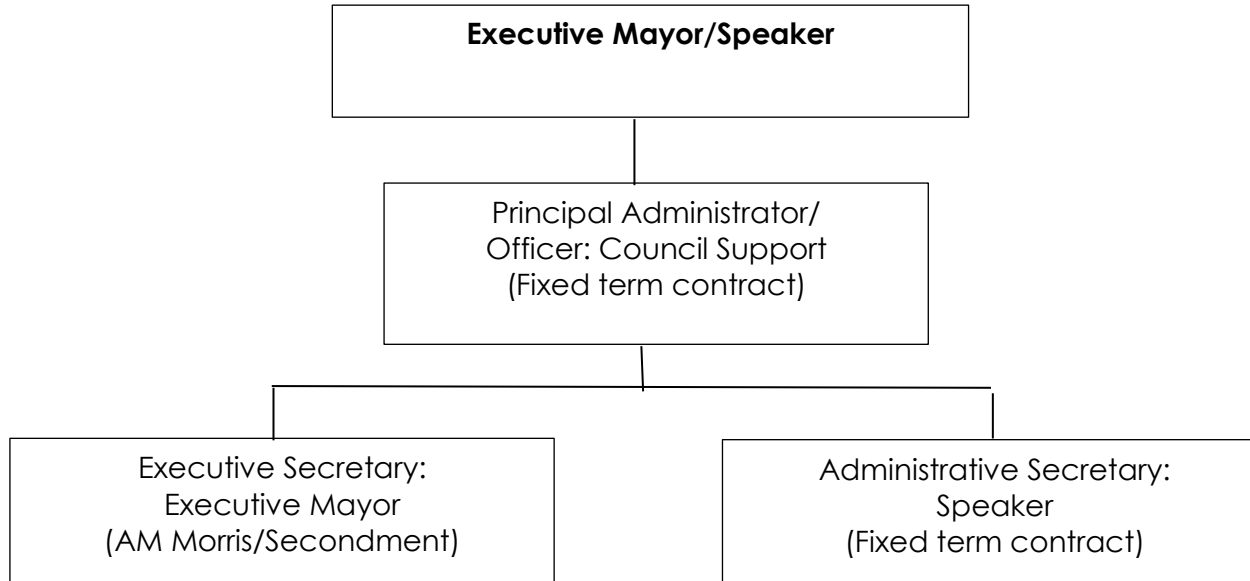 Executive Mayor/Speaker
Principal Administrator/
Officer: Council Support
(Fixed term contract)
Executive Secretary:
Executive Mayor
(AM Morris/Secondment)
Administrative Secretary:
Speaker
(Fixed term contract)